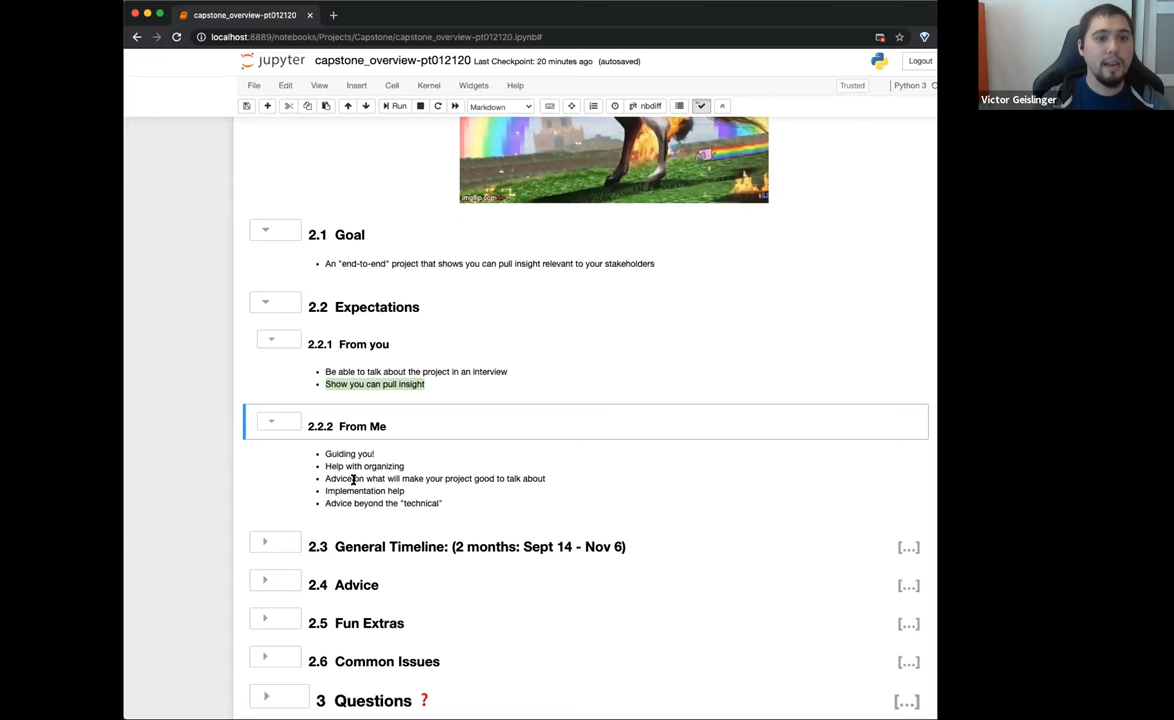 capstone_overview-pt012120
localhost:8889/notebooks/Projects/Capstone/capstone_overview-pt012120.ipynb#
jupyter capstone_overview-pt012120 Last Checkpoint: 20 minutes ago (autosaved)
Logout
File Edit View Insert Cell Kernel Widgets Help
Trusted
Python 3
Run
Markdown
nbdiff
Victor Geislinger
imgflip.com
2.1 Goal
An "end-to-end" project that shows you can pull insight relevant to your stakeholders
2.2 Expectations
2.2.1 From you
Be able to talk about the project in an interview
Show you can pull insight
2.2.2 From Me
Guiding you!
Help with organizing
Advice on what will make your project good to talk about
Implementation help
Advice beyond the "technical"
2.3 General Timeline: (2 months: Sept 14 - Nov 6)
[...]
2.4 Advice
[...]
2.5 Fun Extras
[...]
2.6 Common Issues
[...]
3 Questions ❓
[...]